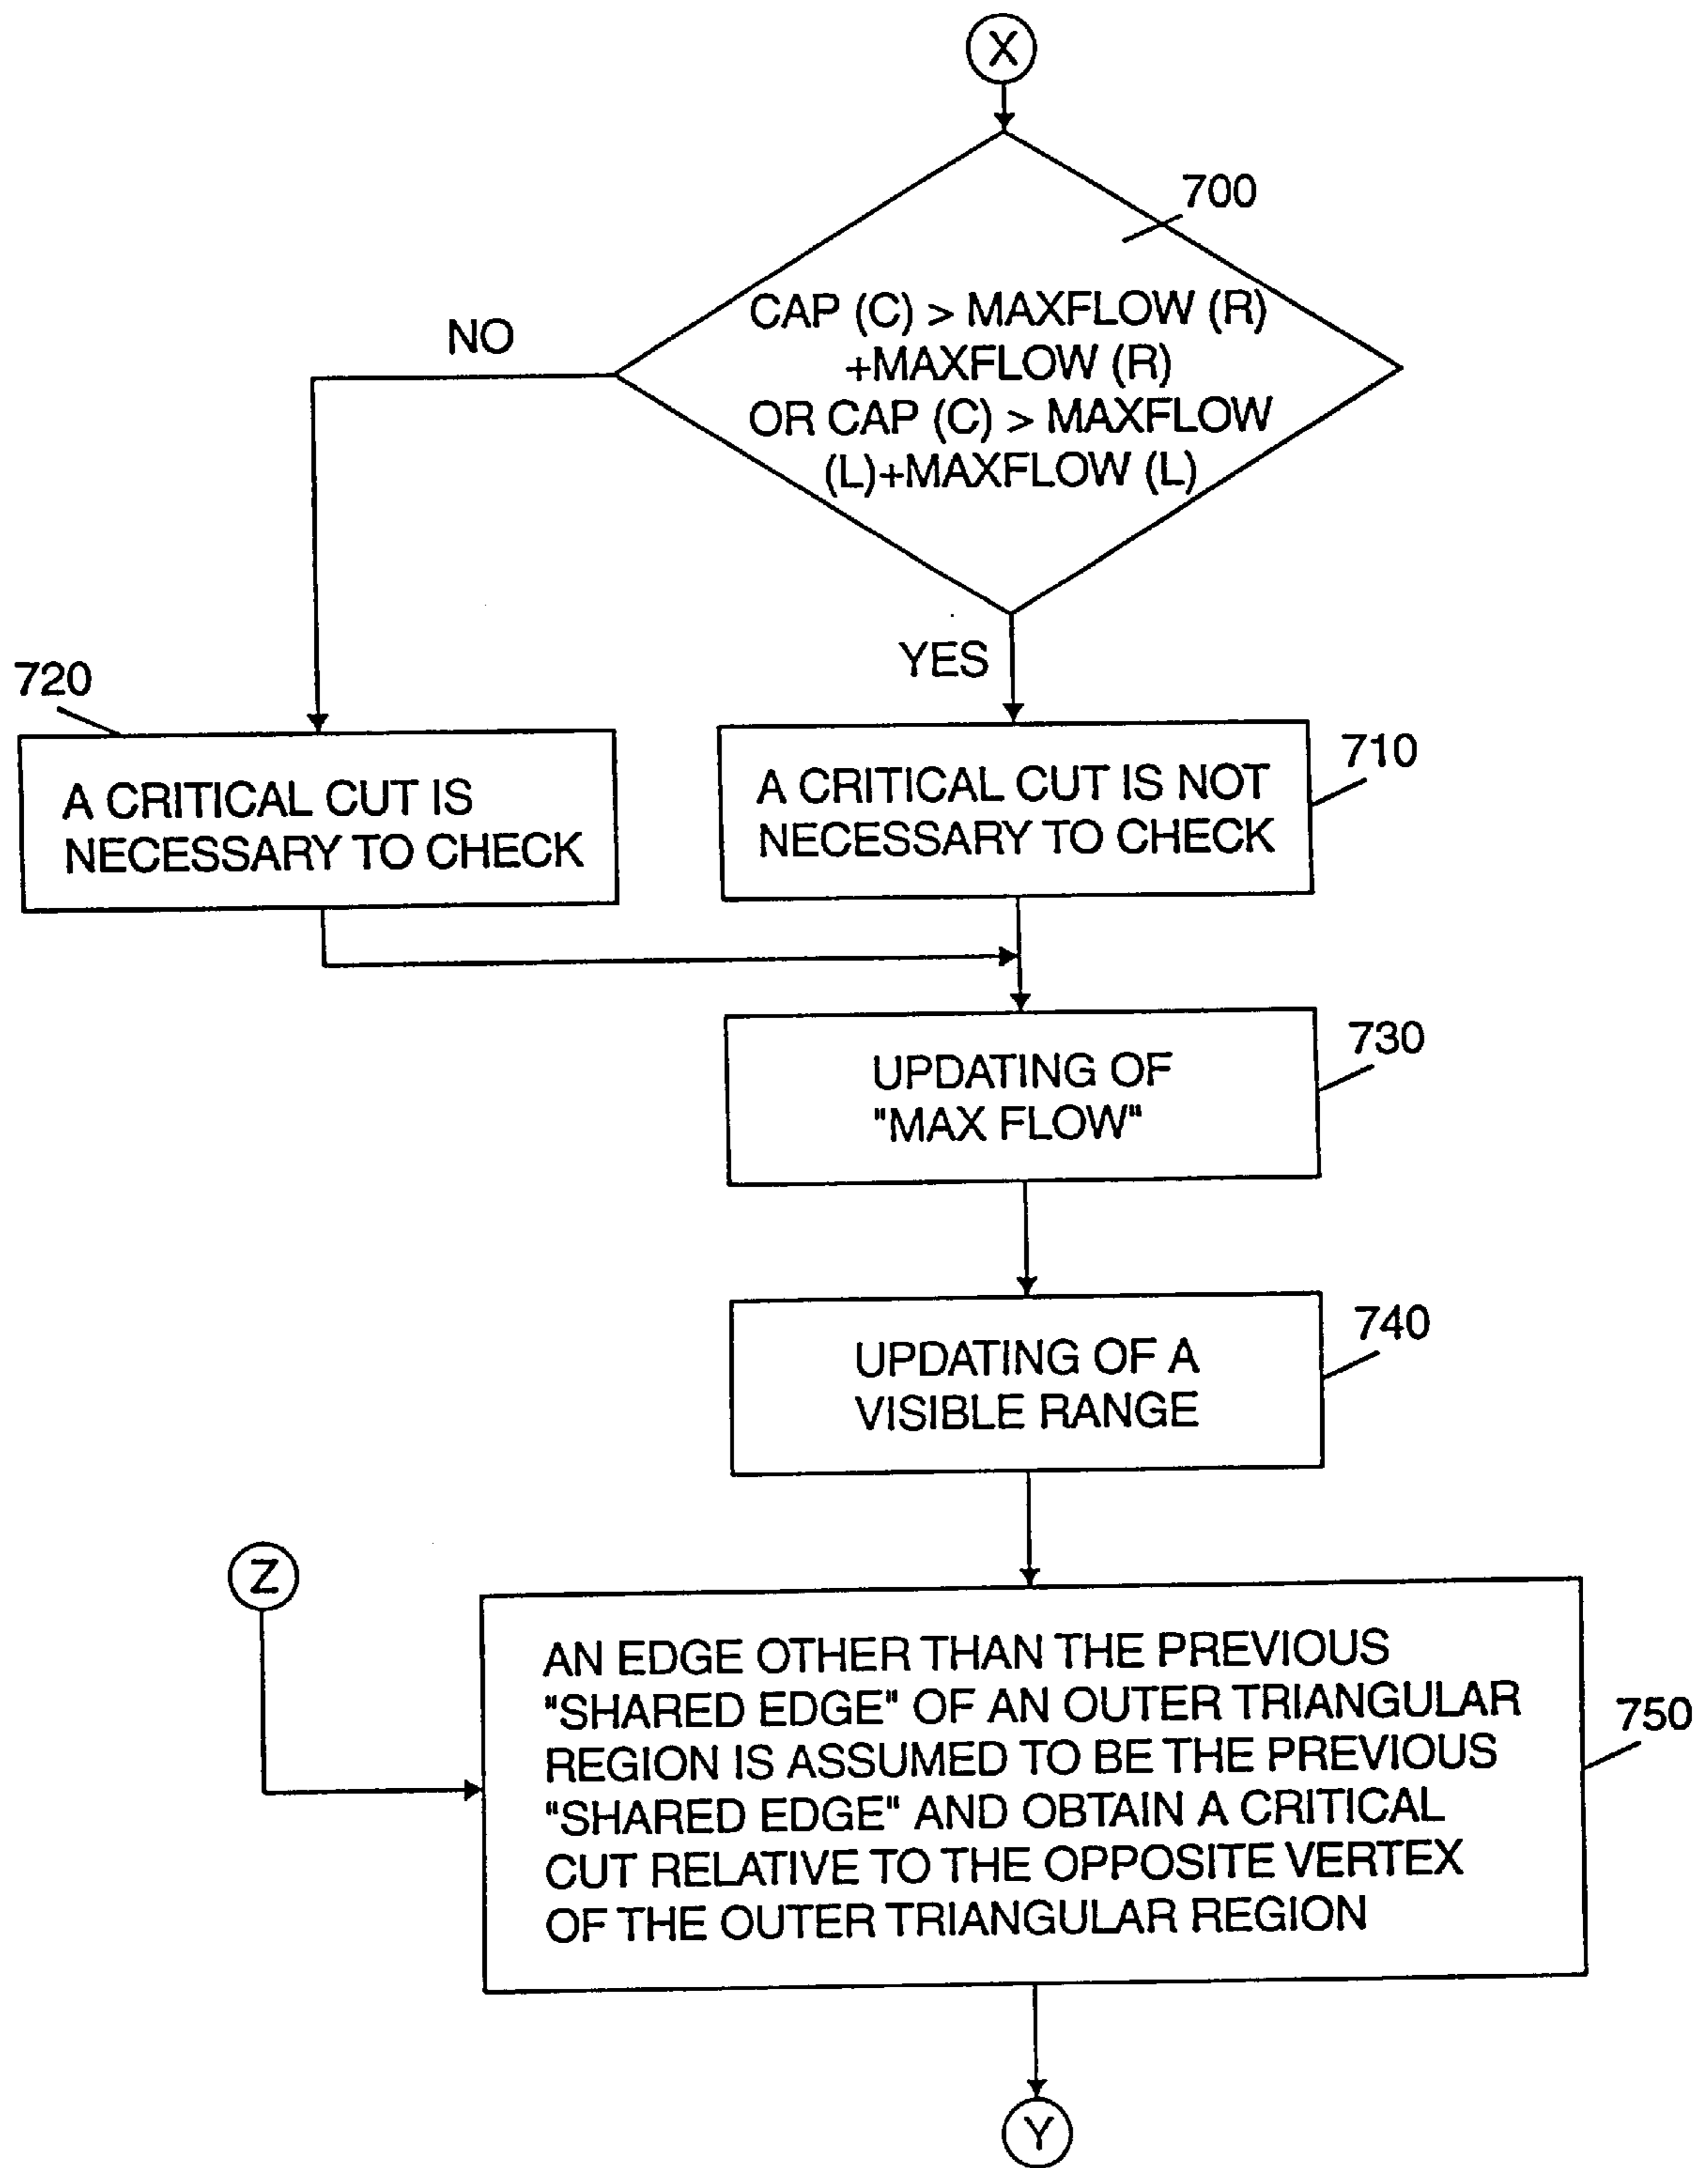 X
700
CAP (C) > MAXFLOW (R)
+MAXFLOW (R)
OR CAP (C) > MAXFLOW
(L)+MAXFLOW (L)
NO
YES
720
A CRITICAL CUT IS
NECESSARY TO CHECK
710
A CRITICAL CUT IS NOT
NECESSARY TO CHECK
730
UPDATING OF
"MAX FLOW"
740
UPDATING OF A
VISIBLE RANGE
Z
750
AN EDGE OTHER THAN THE PREVIOUS
"SHARED EDGE" OF AN OUTER TRIANGULAR
REGION IS ASSUMED TO BE THE PREVIOUS
"SHARED EDGE" AND OBTAIN A CRITICAL
CUT RELATIVE TO THE OPPOSITE VERTEX
OF THE OUTER TRIANGULAR REGION
Y